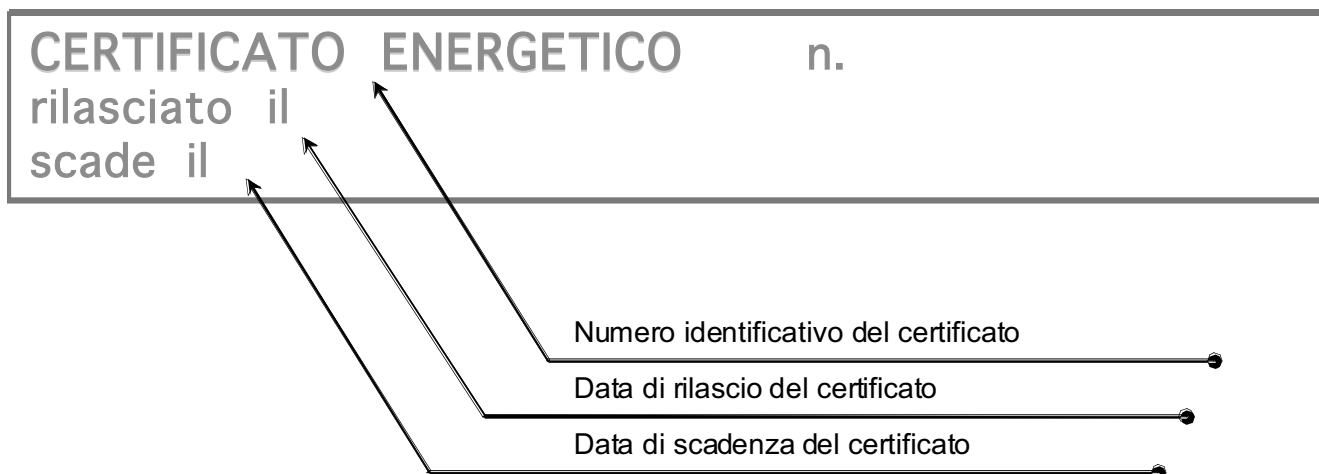 CERTIFICATO ENERGETICO n.
rilasciato il
scade il
Numero identificativo del certificato
Data di rilascio del certificato
Data di scadenza del certificato